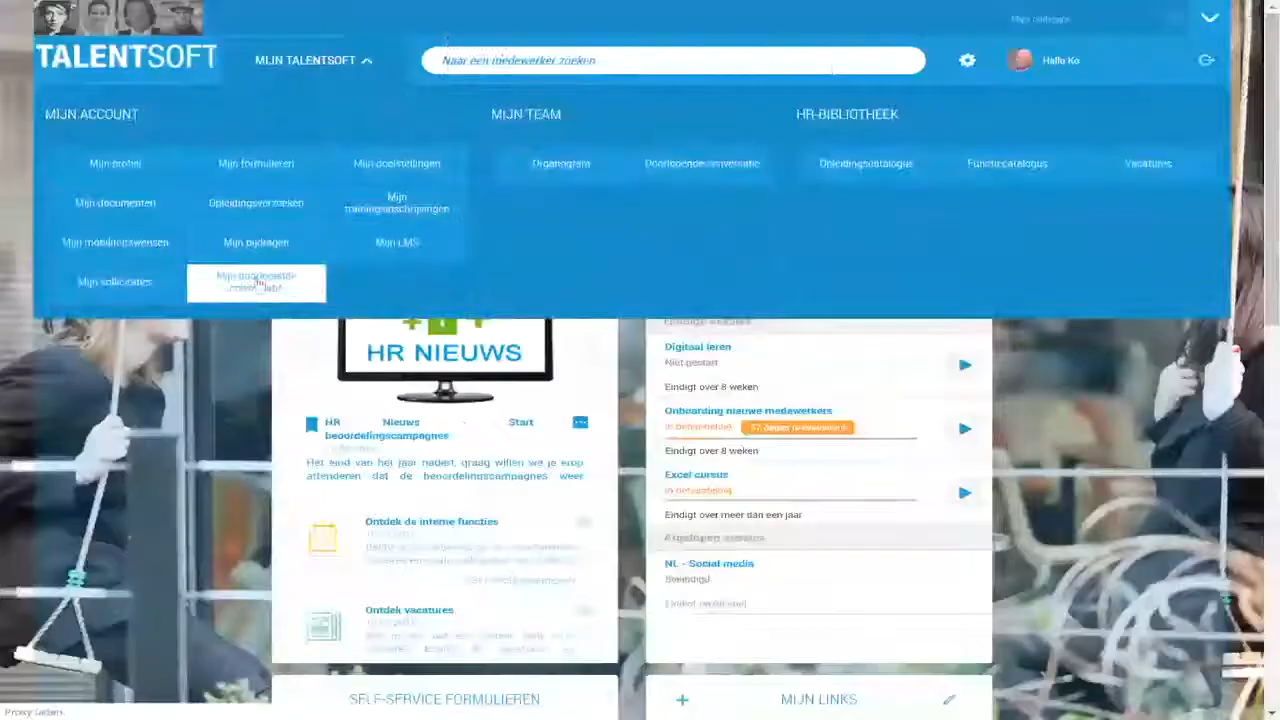 TALENTSOFT
MIJN TALENTSOFT
Naar een medewerker zoeken
Hallo Ko
MIJN ACCOUNT
MIJN TEAM
HR-BIBLIOTHEEK
Mijn profiel
Mijn formulieren
Mijn doelstellingen
Organogram
Opleidingscatalogus
Functiecatalogus
Vacatures
Mijn documenten
Opleidingsverzoeken
Mijn
trainingsinschrijvingen
Mijn mobiliteitswensen
Mijn bijdragen
Mijn LMS
Mijn sollicitaties
Mijn
HR NIEUWS
HR Nieuws - Start
beoordelingscampagnes
Het eind van het jaar nadert, graag willen we je erop
attenderen dat de beoordelingscampagnes weer
Ontdek de interne functies
Ontdek vacatures
Digitaal leren
Niet gestart
Eindigt over 8 weken
Onboarding nieuwe medewerkers
In behandeling
Eindigt over 8 weken
Excel cursus
In behandeling
Eindigt over meer dan een jaar
Afgelopen
NL - Social media
Beëindigd
SELF-SERVICE FORMULIEREN
MIJN LINKS